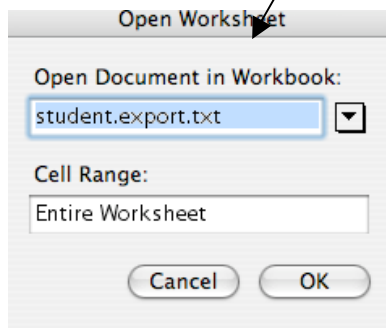 Open Worksheet
Open Document in Workbook:
student.export.txt
Cell Range:
Entire Worksheet
Cancel OK